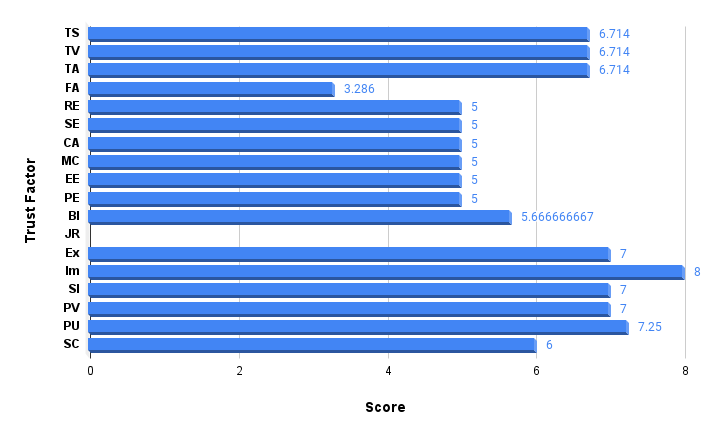 TS 6.714
TV 6.714
TA 6.714
FA 3.286
RE 5
SE 5
CA 5
MC 5
EE 5
PE 5
BI 5.666666667
JR
Ex 7
Im 8
SI 7
PV 7
PU 7.25
SC 6
0 2 4 6 8
Score
Trust Factor